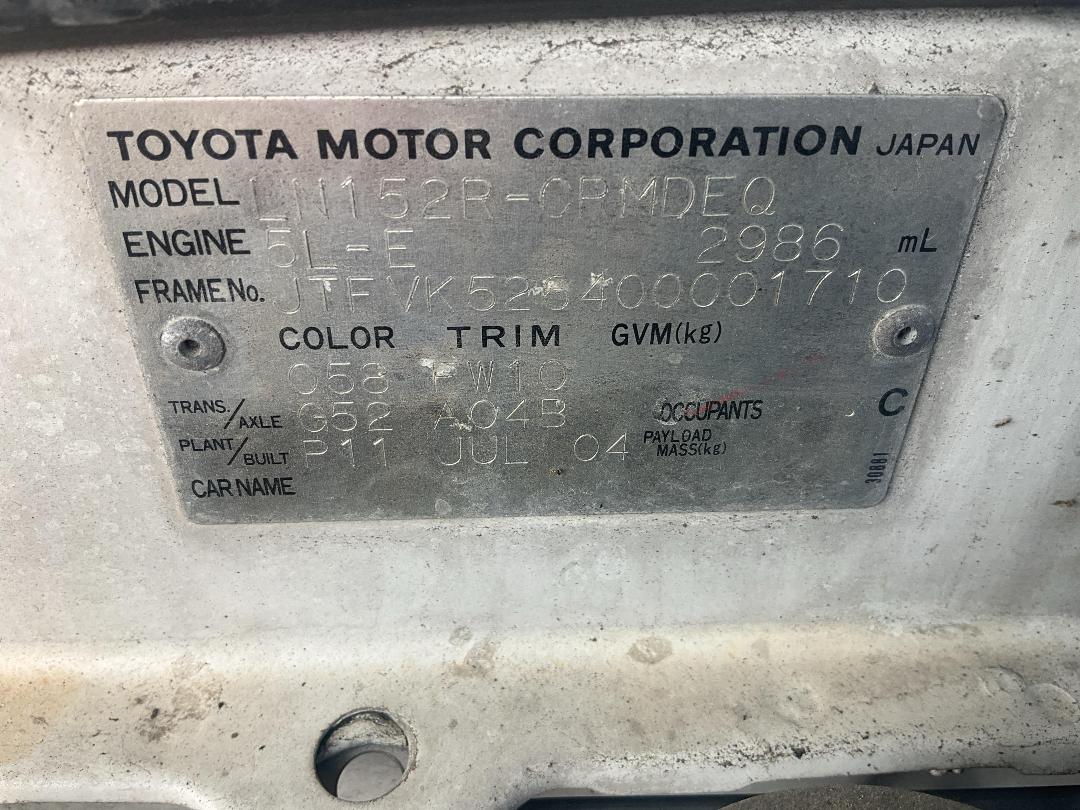 TOYOTA MOTOR CORPORATION JAPAN
MODEL LN152R-CRMDEQ
ENGINE 5L-E 2986 mL
FRAME No.
COLOR TRIM GVM(kg)
058 FW10
TRANS./AXLE G52 A04B OCCUPANTS C
PLANT/BUILT P11 JUL 04 PAYLOAD MASS(kg)
CAR NAME
30881